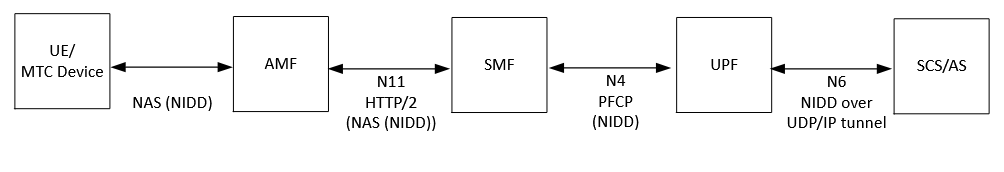 UE/
MTC Device
NAS (NIDD)
AMF
N11
HTTP/2
(NAS (NIDD))
SMF
N4
PFCP
(NIDD)
UPF
N6
NIDD over
UDP/IP tunnel
SCS/AS